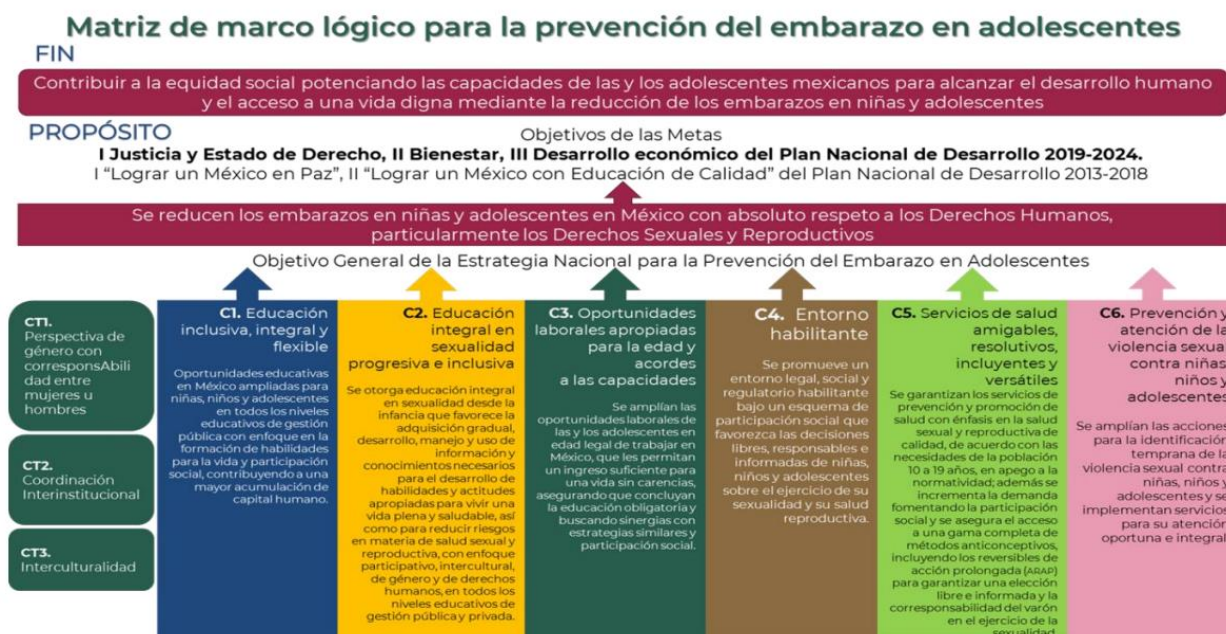 Matriz de marco lógico para la prevención del embarazo en adolescentes
FIN
Contribuir a la equidad social potenciando las capacidades de las y los adolescentes mexicanos para alcanzar el desarrollo humano
y el acceso a una vida digna mediante la reducción de los embarazos en niñas y adolescentes
PROPÓSITO
Objetivos de las Metas
I Justicia y Estado de Derecho, II Bienestar, III Desarrollo económico del Plan Nacional de Desarrollo 2019-2024.
I “Lograr un México en Paz”, II “Lograr un México con Educación de Calidad” del Plan Nacional de Desarrollo 2013-2018
Se reducen los embarazos en niñas y adolescentes en México con absoluto respeto a los Derechos Humanos,
particularmente los Derechos Sexuales y Reproductivos
Objetivo General de la Estrategia Nacional para la Prevención del Embarazo en Adolescentes
CT1.
Perspectiva de
género con
corresponsAbili
dad entre
mujeres u
hombres
CT2.
Coordinación
Interinstitucional
CT3.
Interculturalidad
C1. Educación
inclusiva, integral y
flexible
Oportunidades educativas
en México ampliadas para
niñas, niños y adolescentes
en todos los niveles
educativos de gestión
pública con enfoque en la
formación de habilidades
para la vida y participación
social, contribuyendo a una
mayor acumulación de
capital humano.
C2. Educación
integral en
sexualidad
progresiva e inclusiva
Se otorga educación integral
en sexualidad desde la
infancia que favorece la
adquisición gradual,
desarrollo, manejo y uso de
información y
conocimientos necesarios
para el desarrollo de
habilidades y actitudes
apropiadas para vivir una
vida plena y saludable, así
como para reducir riesgos
en materia de salud sexual y
reproductiva, con enfoque
participativo, intercultural,
de género y de derechos
humanos, en todos los
niveles educativos de
gestión pública y privada.
C3. Oportunidades
laborales apropiadas
para la edad y
acordes
a las capacidades
Se amplían las
oportunidades laborales de
las y los adolescentes en
edad legal de trabajar en
México, que les permitan
un ingreso suficiente para
una vida sin carencias,
asegurando que concluyan
la educación obligatoria y
buscando sinergias con
estrategias similares y
participación social.
C4. Entorno
habilitante
Se promueve un
entorno legal, social y
regulatorio habilitante
bajo un esquema de
participación social que
favorezca las decisiones
libres, responsables e
informadas de niñas,
niños y adolescentes
sobre el ejercicio de su
sexualidad y su salud
reproductiva.
C5. Servicios de salud
amigables,
resolutivos,
incluyentes y
versátiles
Se garantizan los servicios de
prevención y promoción de
salud con énfasis en la salud
sexual y reproductiva de
calidad, de acuerdo con las
necesidades de la población
10 a 19 años, en apego a la
normatividad; además se
incrementa la demanda
fomentando la participación
social y se asegura el acceso
a una gama completa de
métodos anticonceptivos,
incluyendo los reversibles de
acción prolongada (ARAP)
para garantizar una elección
libre e informada y la
corresponsabilidad del varón
en el ejercicio de la
sexualidad.
C6. Prevención y
atención de la
violencia sexual
contra niñas,
niños y
adolescentes
Se amplían las acciones
para la identificación
temprana de la
violencia sexual contra
niñas, niños y
adolescentes y se
implementan servicios
para su atención
oportuna e integral.